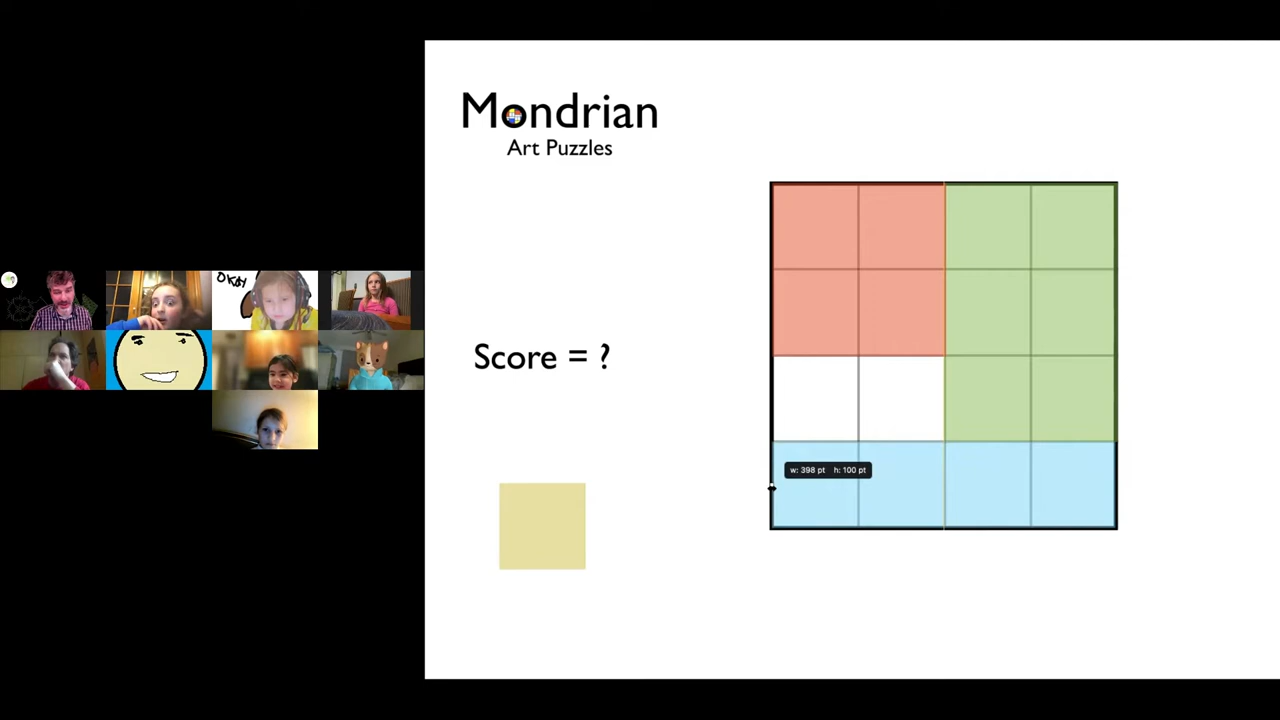 Mondrian
Art Puzzles
OKAY
Score = ?
w: 398 pt h: 100 pt